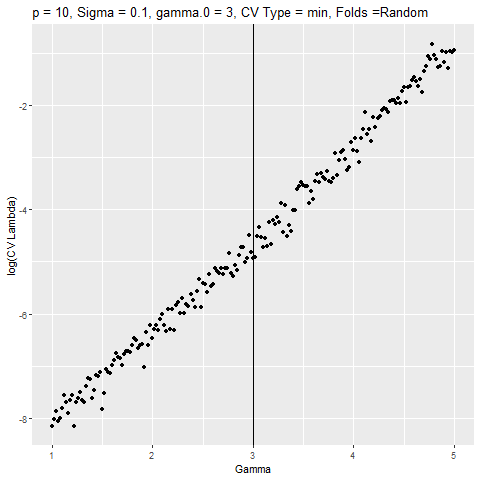 p = 10, Sigma = 0.1, gamma.0 = 3, CV Type = min, Folds =Random
log(CV Lambda)
-2
-4
-6
-8
1 2 3 4 5
Gamma